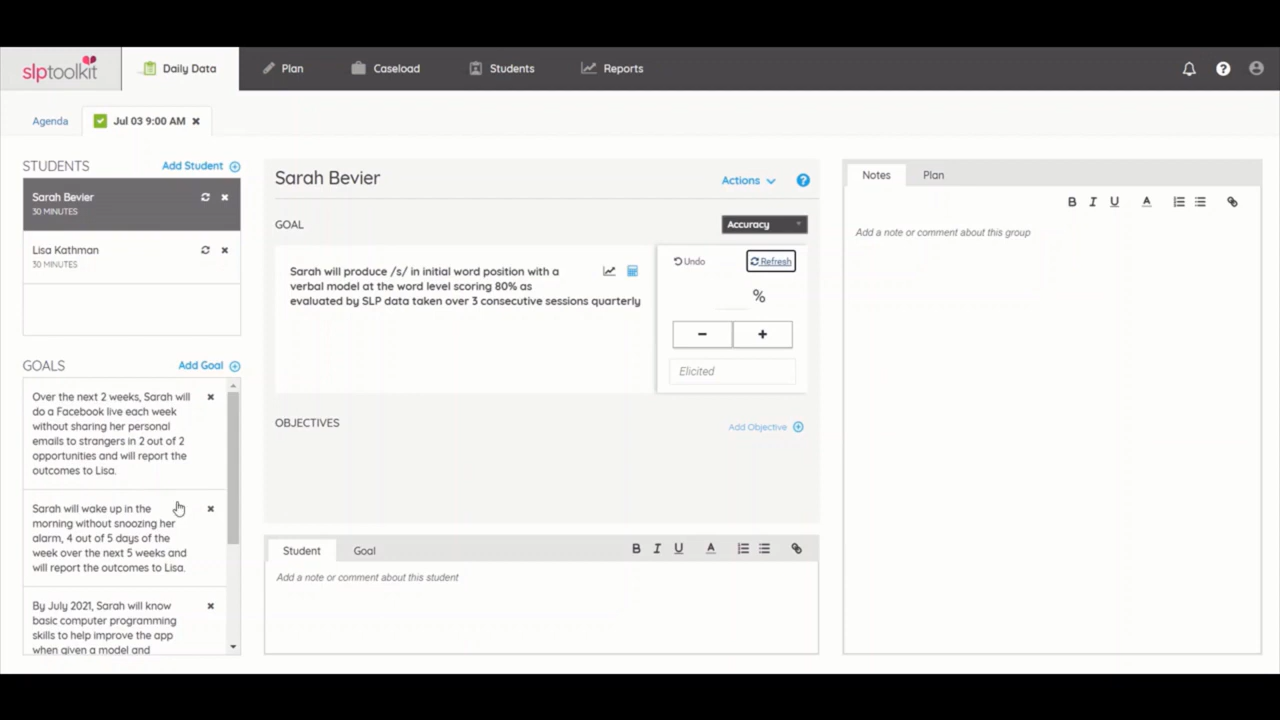 slptoolkit
Daily Data
Plan
Caseload
Students
Reports
?
Agenda
Jul 03 9:00 AM ×
STUDENTS
Add Student
Sarah Bevier
30 MINUTES
Lisa Kathman
30 MINUTES
GOALS
Add Goal
Over the next 2 weeks, Sarah will
do a Facebook live each week
without sharing her personal
emails to strangers in 2 out of 2
opportunities and will report the
outcomes to Lisa.
Sarah will wake up in the
morning without snoozing her
alarm, 4 out of 5 days of the
week over the next 5 weeks and
will report the outcomes to Lisa.
By July 2021, Sarah will know
basic computer programming
skills to help improve the app
when given a model and
Sarah Bevier
Actions
?
GOAL
Accuracy
Sarah will produce /s/ in initial word position with a
verbal model at the word level scoring 80% as
evaluated by SLP data taken over 3 consecutive sessions quarterly
Undo
Refresh
%
- +
Elicited
OBJECTIVES
Add Objective
Student
Goal
B I U A
Add a note or comment about this student
Notes
Plan
B I U A
Add a note or comment about this group